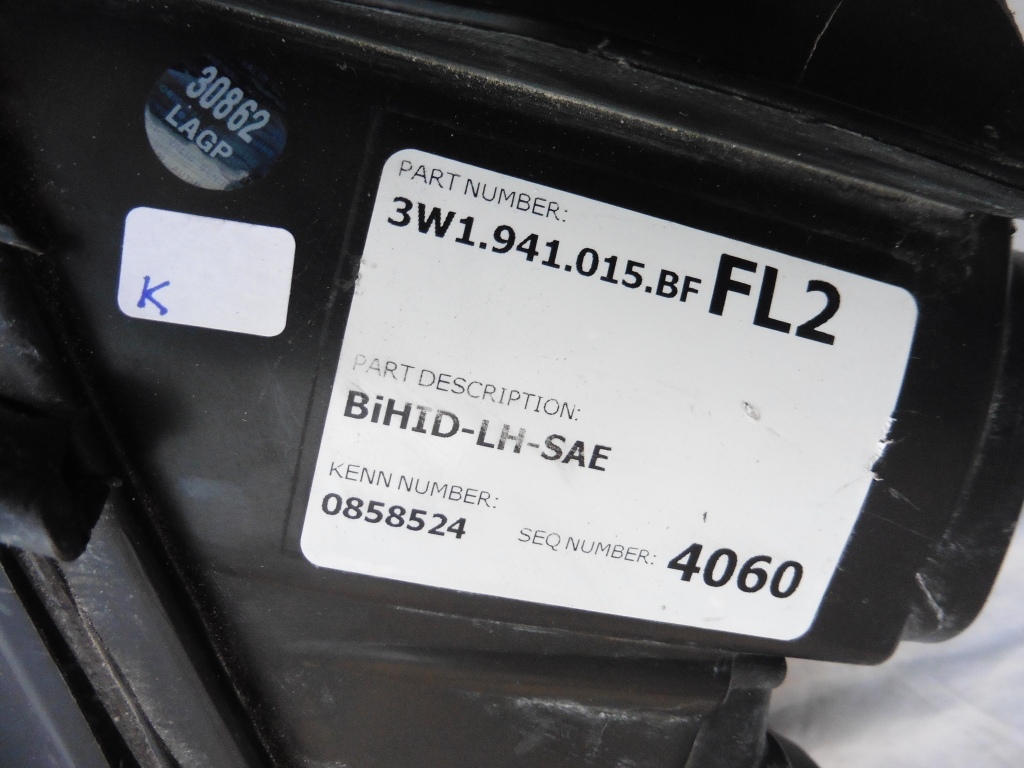 30862
LAGP
K
PART NUMBER:
3W1.941.015.BF FL2
PART DESCRIPTION:
BiHID-LH-SAE
KENN NUMBER:
0858524
SEQ NUMBER: 4060